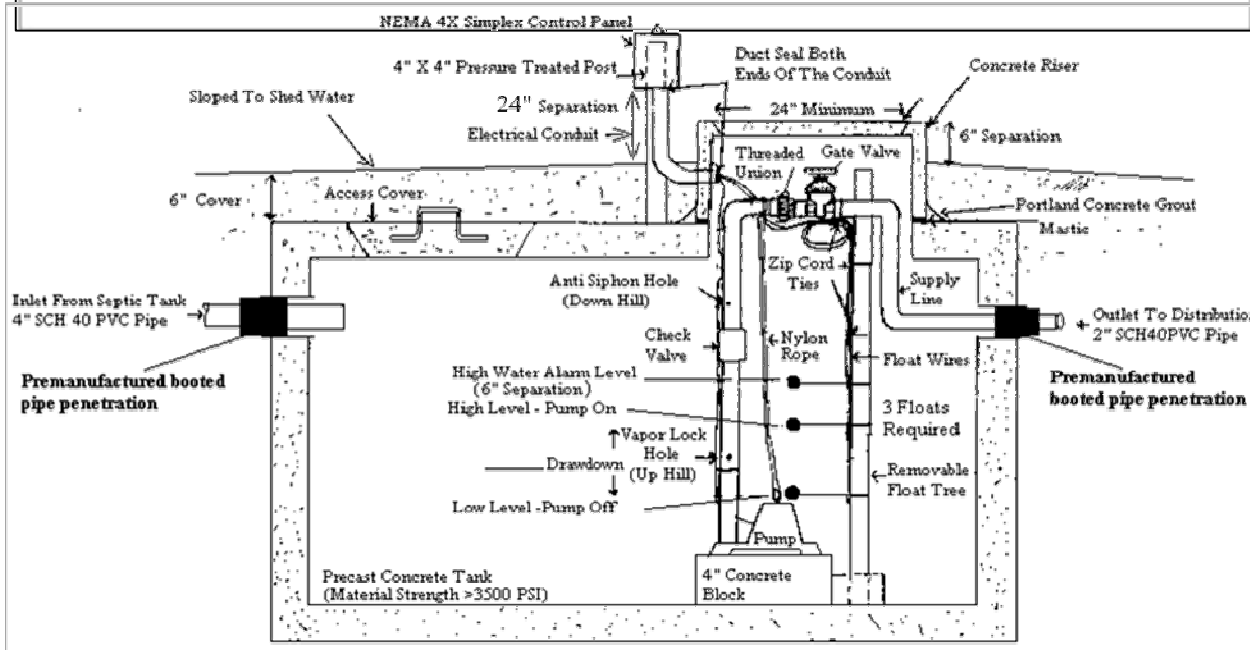 NEMA 4X Simplex Control Panel
4" X 4" Pressure Treated Post
Duct Seal Both
Ends Of The Conduit
Concrete Riser
Sloped To Shed Water
24" Separation
Electrical Conduit
24" Minimum
6" Separation
Threaded
Union
Gate Valve
6" Cover
Access Cover
Portland Concrete Grout
Mastic
Anti Siphon Hole
(Down Hill)
Zip Cord
Ties
Supply
Line
Inlet From Septic Tank
4" SCH 40 PVC Pipe
Outlet To Distributio
2" SCH40PVC Pipe
Check
Valve
Nylon
Rope
Float Wires
Premanufactured booted
pipe penetration
Premanufactured
booted pipe penetration
High Water Alarm Level
(6" Separation)
High Level - Pump On
3 Floats
Required
Vapor Lock
Hole
(Up Hill)
Drawdown
Removable
Float Tree
Low Level -Pump Off
Pump
Precast Concrete Tank
(Material Strength >3500 PSI)
4" Concrete
Block